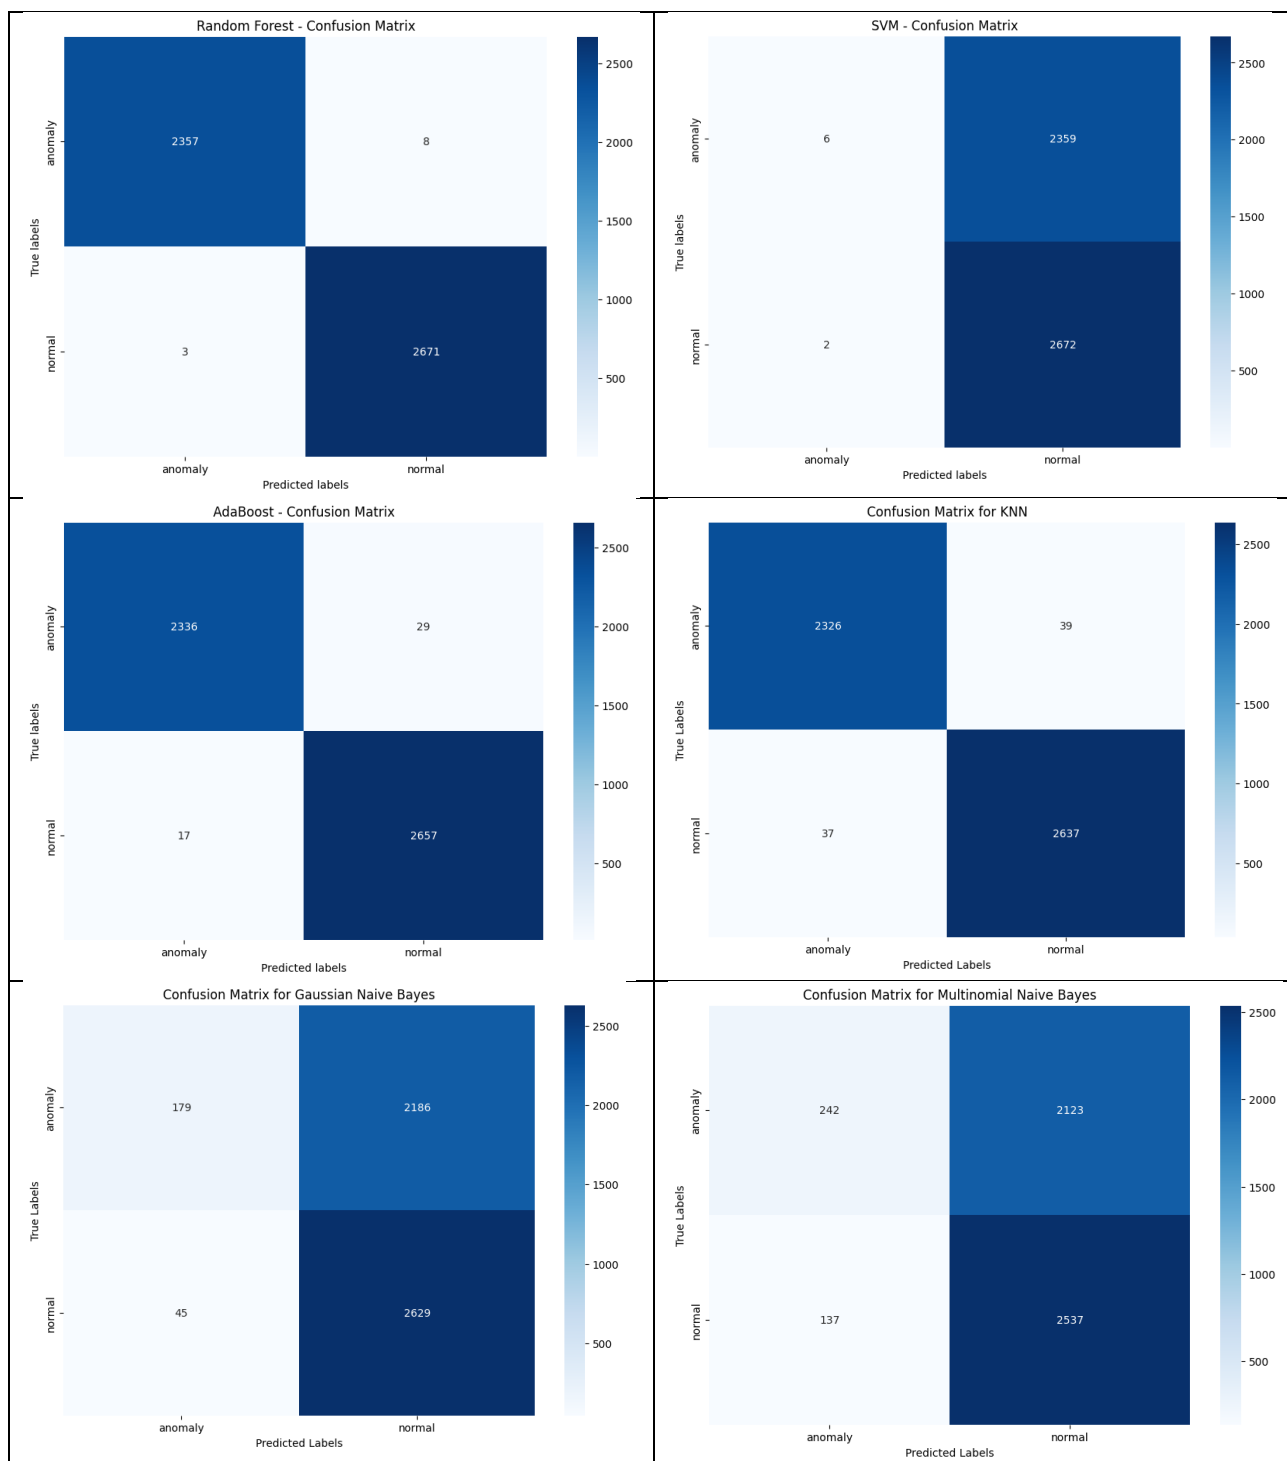 Random Forest - Confusion Matrix
True labels
anomaly
normal
2357
8
3
2671
anomaly
normal
Predicted labels
2500
2000
1500
1000
500
SVM - Confusion Matrix
True labels
anomaly
normal
6
2359
2
2672
anomaly
normal
Predicted labels
2500
2000
1500
1000
500
AdaBoost - Confusion Matrix
True labels
anomaly
normal
2336
29
17
2657
anomaly
normal
Predicted labels
2500
2000
1500
1000
500
Confusion Matrix for KNN
True Labels
anomaly
normal
2326
39
37
2637
anomaly
normal
Predicted Labels
2500
2000
1500
1000
500
Confusion Matrix for Gaussian Naive Bayes
True Labels
anomaly
normal
179
2186
45
2629
anomaly
normal
Predicted Labels
2500
2000
1500
1000
500
Confusion Matrix for Multinomial Naive Bayes
True Labels
anomaly
normal
242
2123
137
2537
anomaly
normal
Predicted Labels
2500
2000
1500
1000
500